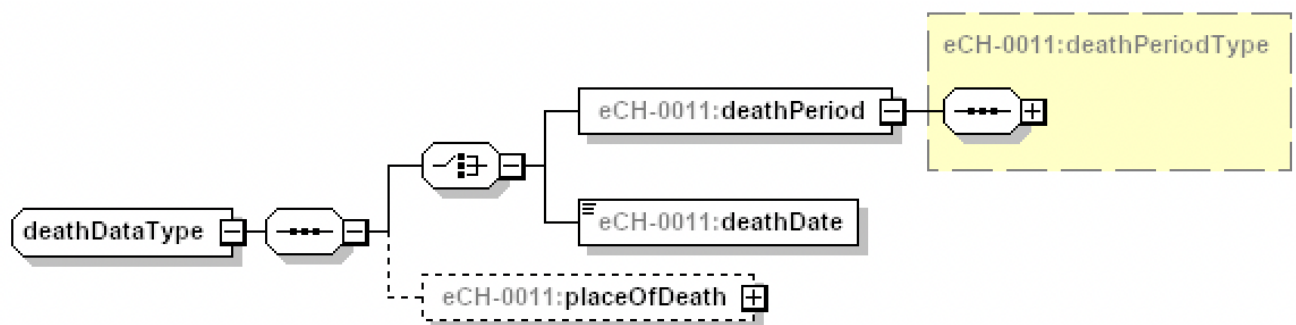 eCH-0011:deathPeriodType
eCH-0011:deathPeriod
deathDataType
eCH-0011:deathDate
eCH-0011:placeOfDeath